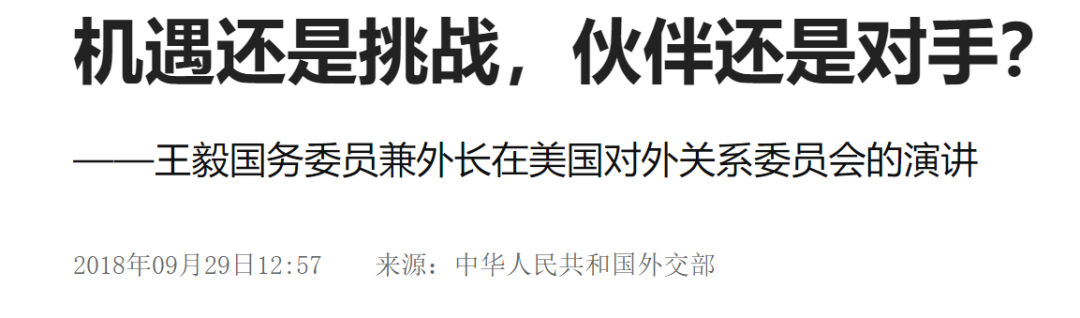 机遇还是挑战，伙伴还是对手？
——王毅国务委员兼外长在美国对外关系委员会的演讲
2018年09月29日12:57 来源：中华人民共和国外交部